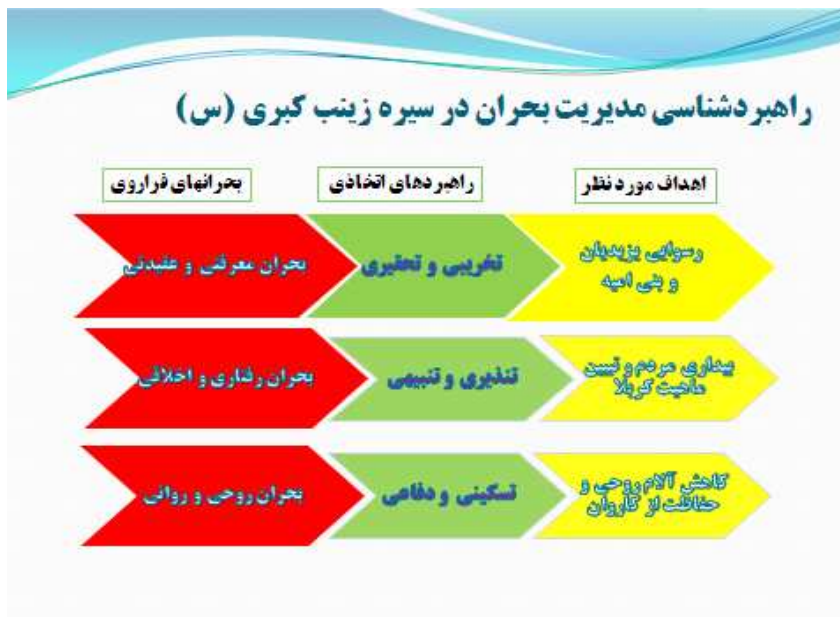 راهبردشناسی مدیریت بحران در سیره زینب کبری (س)
اهداف مورد نظر
راهبردهای اتخاذی
بحرانهای فراروی
رسوایی یزیدیان
و بنی امیه
تخریبی و تحقیری
بحران معرفتی و عقیدتی
بیداری مردم و تبیین
ماهیت کربلا
تنذیری و تنبیهی
بحران رفتاری و اخلاقی
کاهش آلام روحی و
حفاظت از کاروان
تسکینی و دفاعی
بحران روحی و روانی